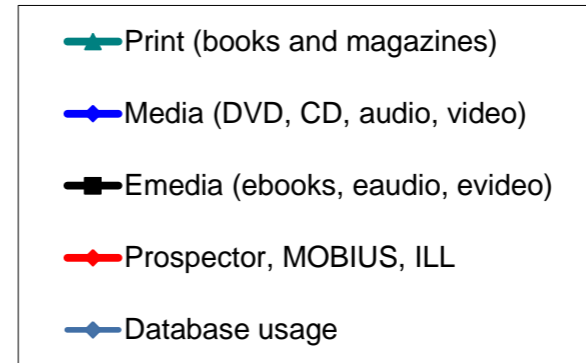 Print (books and magazines)
Media (DVD, CD, audio, video)
Emedia (ebooks, eaudio, evideo)
Prospector, MOBIUS, ILL
Database usage